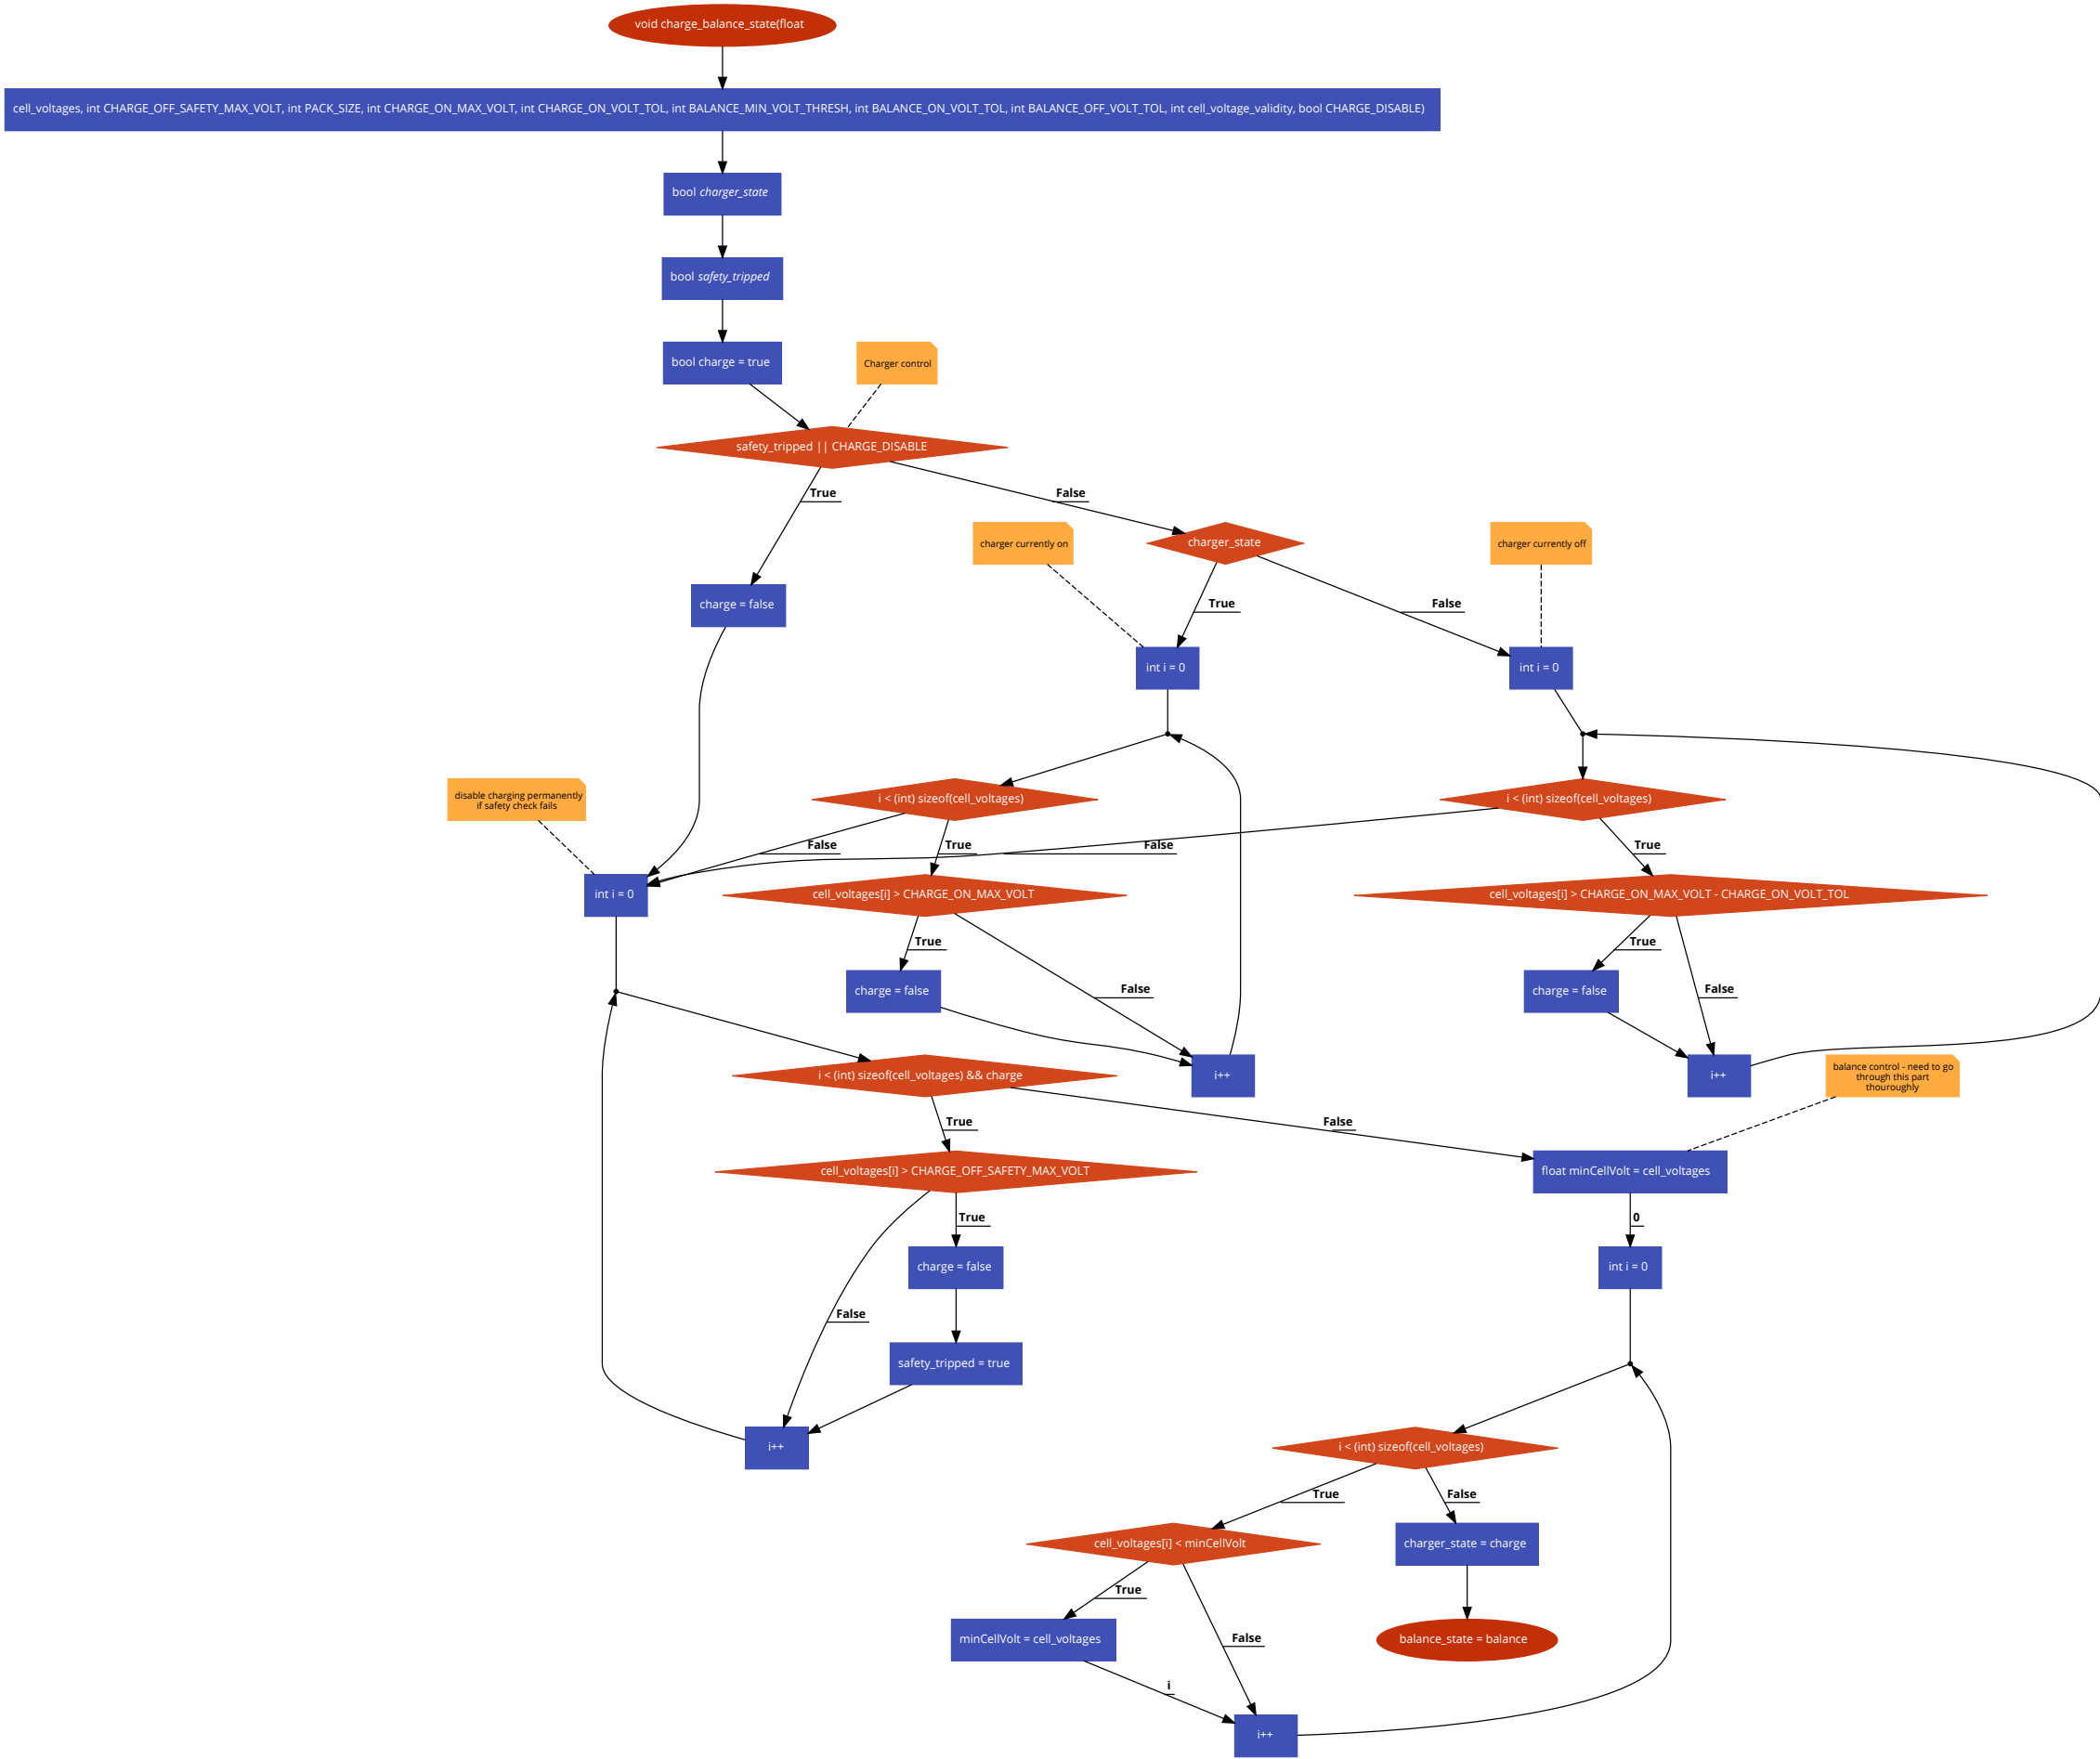 void charge_balance_state(float
cell_voltages, int CHARGE_OFF_SAFETY_MAX_VOLT, int PACK_SIZE, int CHARGE_ON_MAX_VOLT, int CHARGE_ON_VOLT_TOL, int BALANCE_MIN_VOLT_THRESH, int BALANCE_ON_VOLT_TOL, int BALANCE_OFF_VOLT_TOL, int cell_voltage_validity, bool CHARGE_DISABLE)
bool charger_state
bool safety_tripped
bool charge = true
Charger control
safety_tripped || CHARGE_DISABLE
True
False
charger currently on
charger_state
charger currently off
charge = false
True
False
int i = 0
int i = 0
disable charging permanently
if safety check fails
i < (int) sizeof(cell_voltages)
i < (int) sizeof(cell_voltages)
False
True
False
True
int i = 0
cell_voltages[i] > CHARGE_ON_MAX_VOLT
cell_voltages[i] > CHARGE_ON_MAX_VOLT - CHARGE_ON_VOLT_TOL
True
True
charge = false
False
charge = false
False
i < (int) sizeof(cell_voltages) && charge
i++
i++
balance control - need to go
through this part
thouroughly
True
False
cell_voltages[i] > CHARGE_OFF_SAFETY_MAX_VOLT
float minCellVolt = cell_voltages
True
0
charge = false
int i = 0
False
safety_tripped = true
i++
i < (int) sizeof(cell_voltages)
True
False
cell_voltages[i] < minCellVolt
charger_state = charge
True
minCellVolt = cell_voltages
False
balance_state = balance
i
i++